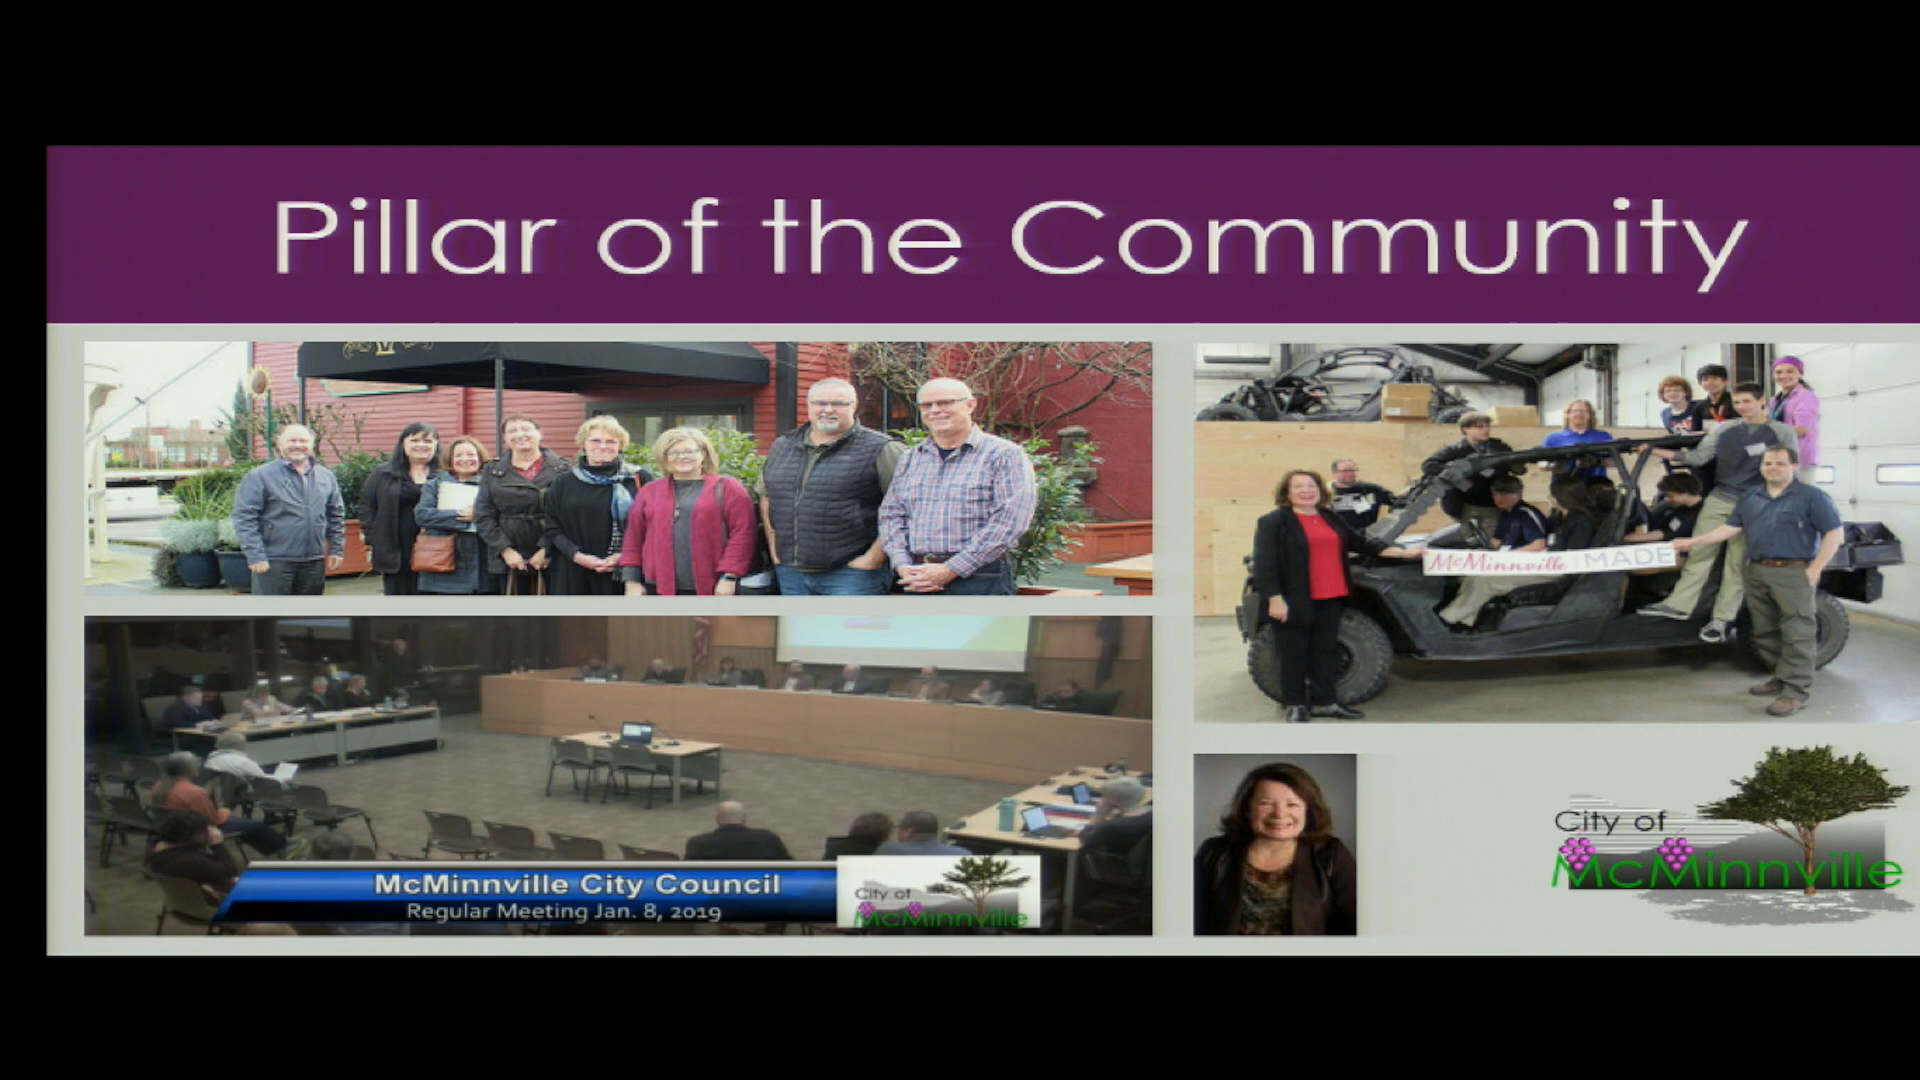 Pillar of the Community
McMinnville MADE
McMinnville City Council
Regular Meeting Jan. 8, 2019
City of
McMinnville
City of
McMinnville